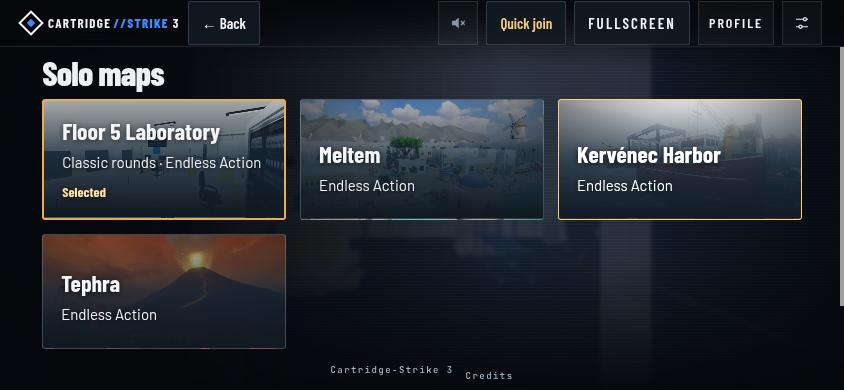 CARTRIDGE //STRIKE 3
← Back
Quick join
FULLSCREEN
PROFILE
Solo maps
Floor 5 Laboratory
Classic rounds · Endless Action
Selected
Meltem
Endless Action
Kervénec Harbor
Endless Action
Tephra
Endless Action
Cartridge-Strike 3
Credits